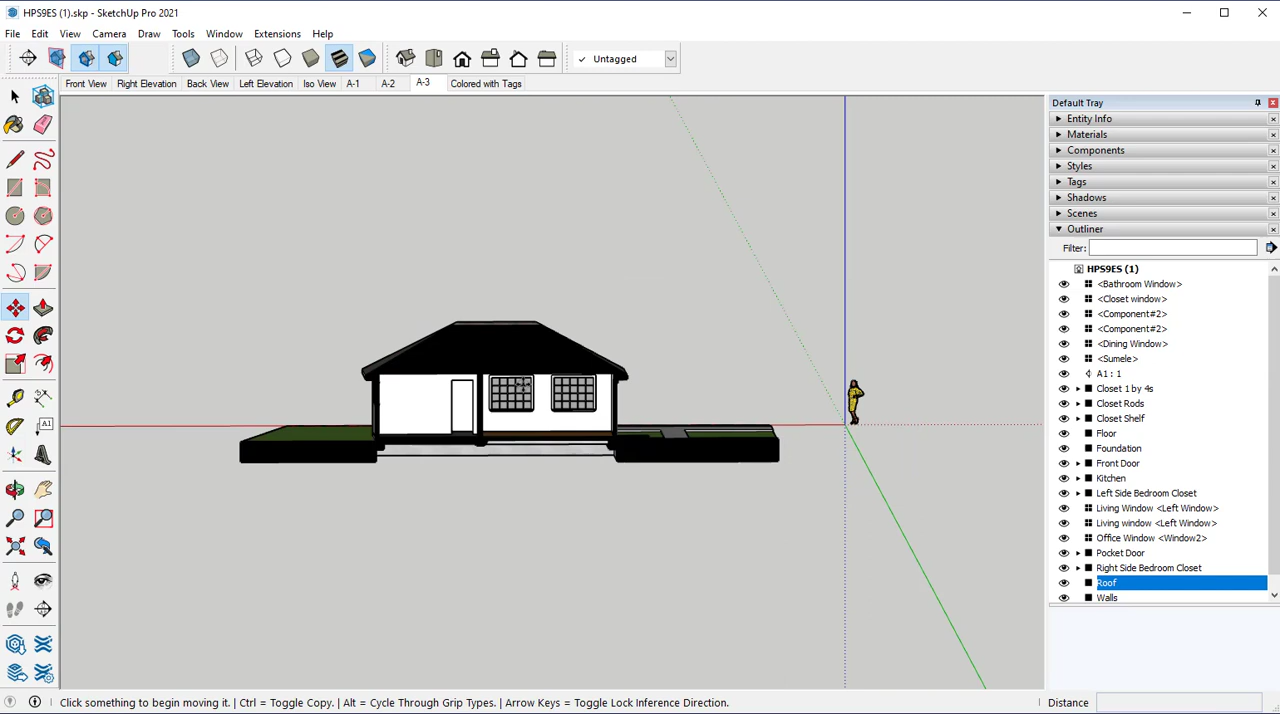 HPS9ES (1).skp - SketchUp Pro 2021
File Edit View Camera Draw Tools Window Extensions Help
Untagged
Front View Right Elevation Back View Left Elevation Iso View A-1 A-2 A-3 Colored with Tags
Default Tray
Entity Info
Materials
Components
Styles
Tags
Shadows
Scenes
Outliner
Filter:
HPS9ES (1)
<Bathroom Window>
<Closet window>
<Component#2>
<Component#2>
<Dining Window>
<Sumele>
A1 : 1
Closet 1 by 4s
Closet Rods
Closet Shelf
Floor
Foundation
Front Door
Kitchen
Left Side Bedroom Closet
Living Window <Left Window>
Living window <Left Window>
Office Window <Window2>
Pocket Door
Right Side Bedroom Closet
Roof
Walls
A1
Click something to begin moving it. | Ctrl = Toggle Copy. | Alt = Cycle Through Grip Types. | Arrow Keys = Toggle Lock Inference Direction.
Distance